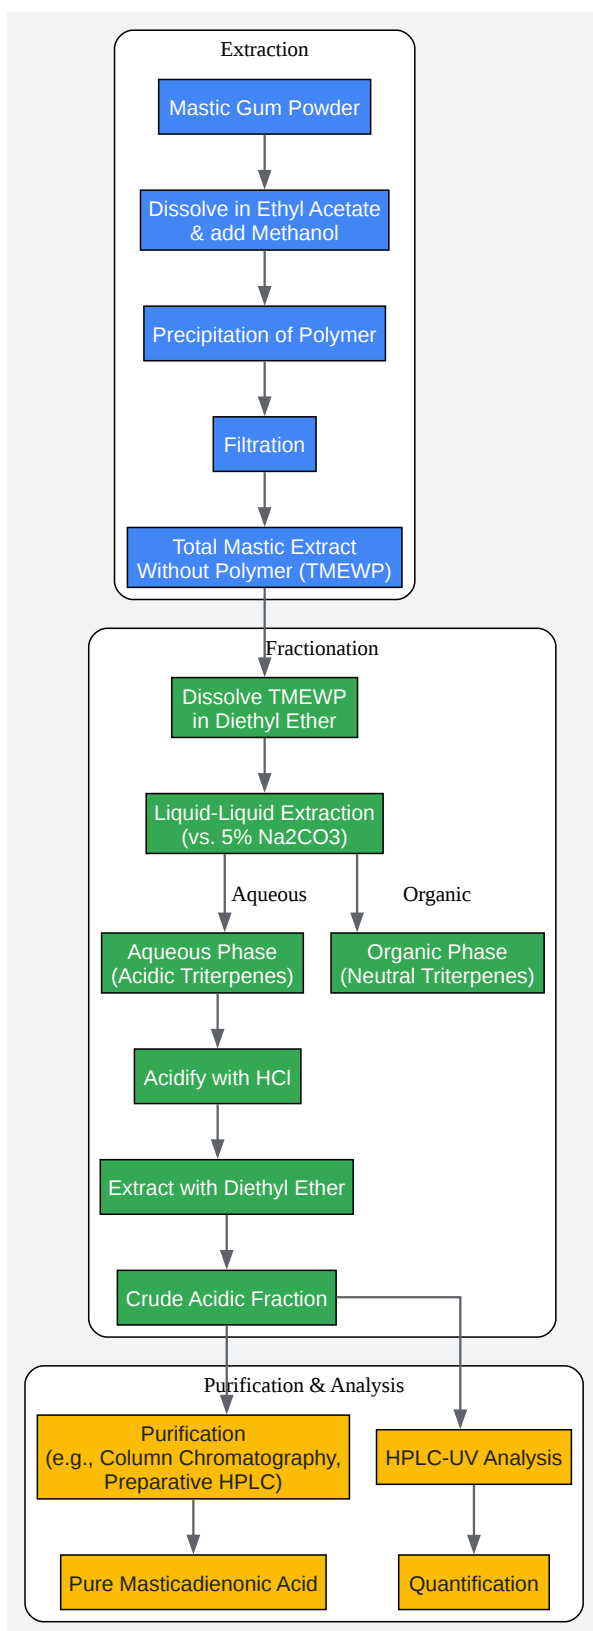 Extraction
Mastic Gum Powder
Dissolve in Ethyl Acetate
& add Methanol
Precipitation of Polymer
Filtration
Total Mastic Extract
Without Polymer (TMEWP)
Fractionation
Dissolve TMEWP
in Diethyl Ether
Liquid-Liquid Extraction
(vs. 5% Na2CO3)
Aqueous
Organic
Aqueous Phase
(Acidic Triterpenes)
Organic Phase
(Neutral Triterpenes)
Acidify with HCl
Extract with Diethyl Ether
Crude Acidic Fraction
Purification & Analysis
Purification
(e.g., Column Chromatography,
Preparative HPLC)
HPLC-UV Analysis
Pure Masticadienonic Acid
Quantification